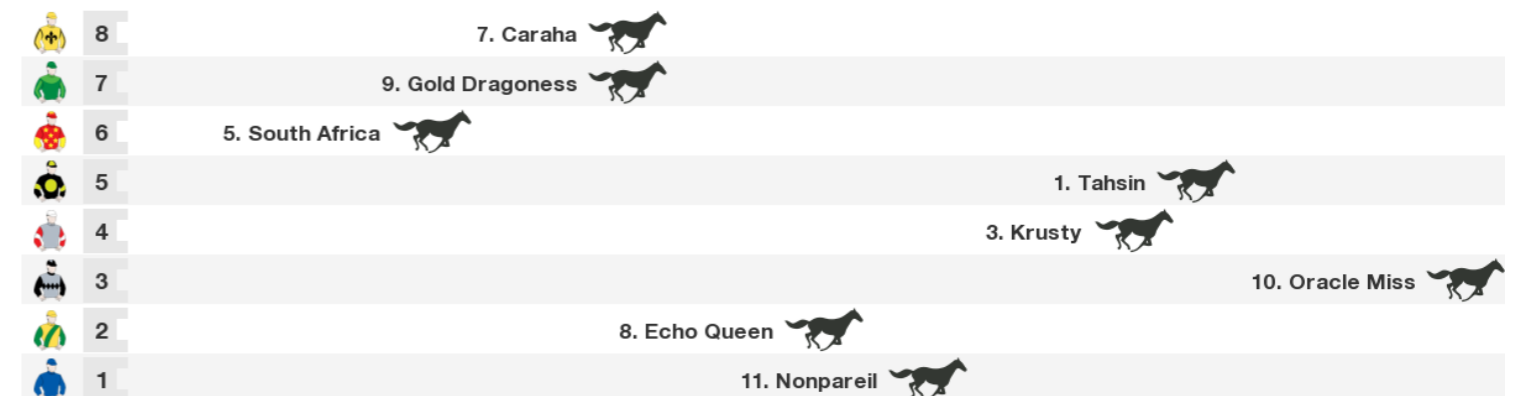 8 7. Caraha
7 9. Gold Dragoness
6 5. South Africa
5 1. Tahsin
4 3. Krusty
3 10. Oracle Miss
2 8. Echo Queen
1 11. Nonpareil